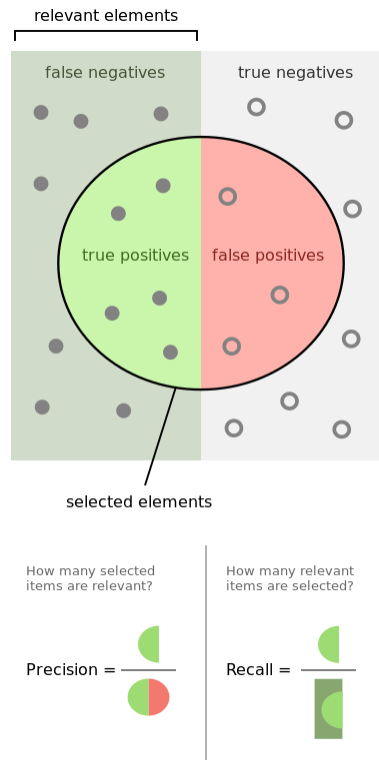 relevant elements
false negatives
true negatives
true positives
false positives
selected elements
How many selected
items are relevant?
How many relevant
items are selected?
Precision =
Recall =